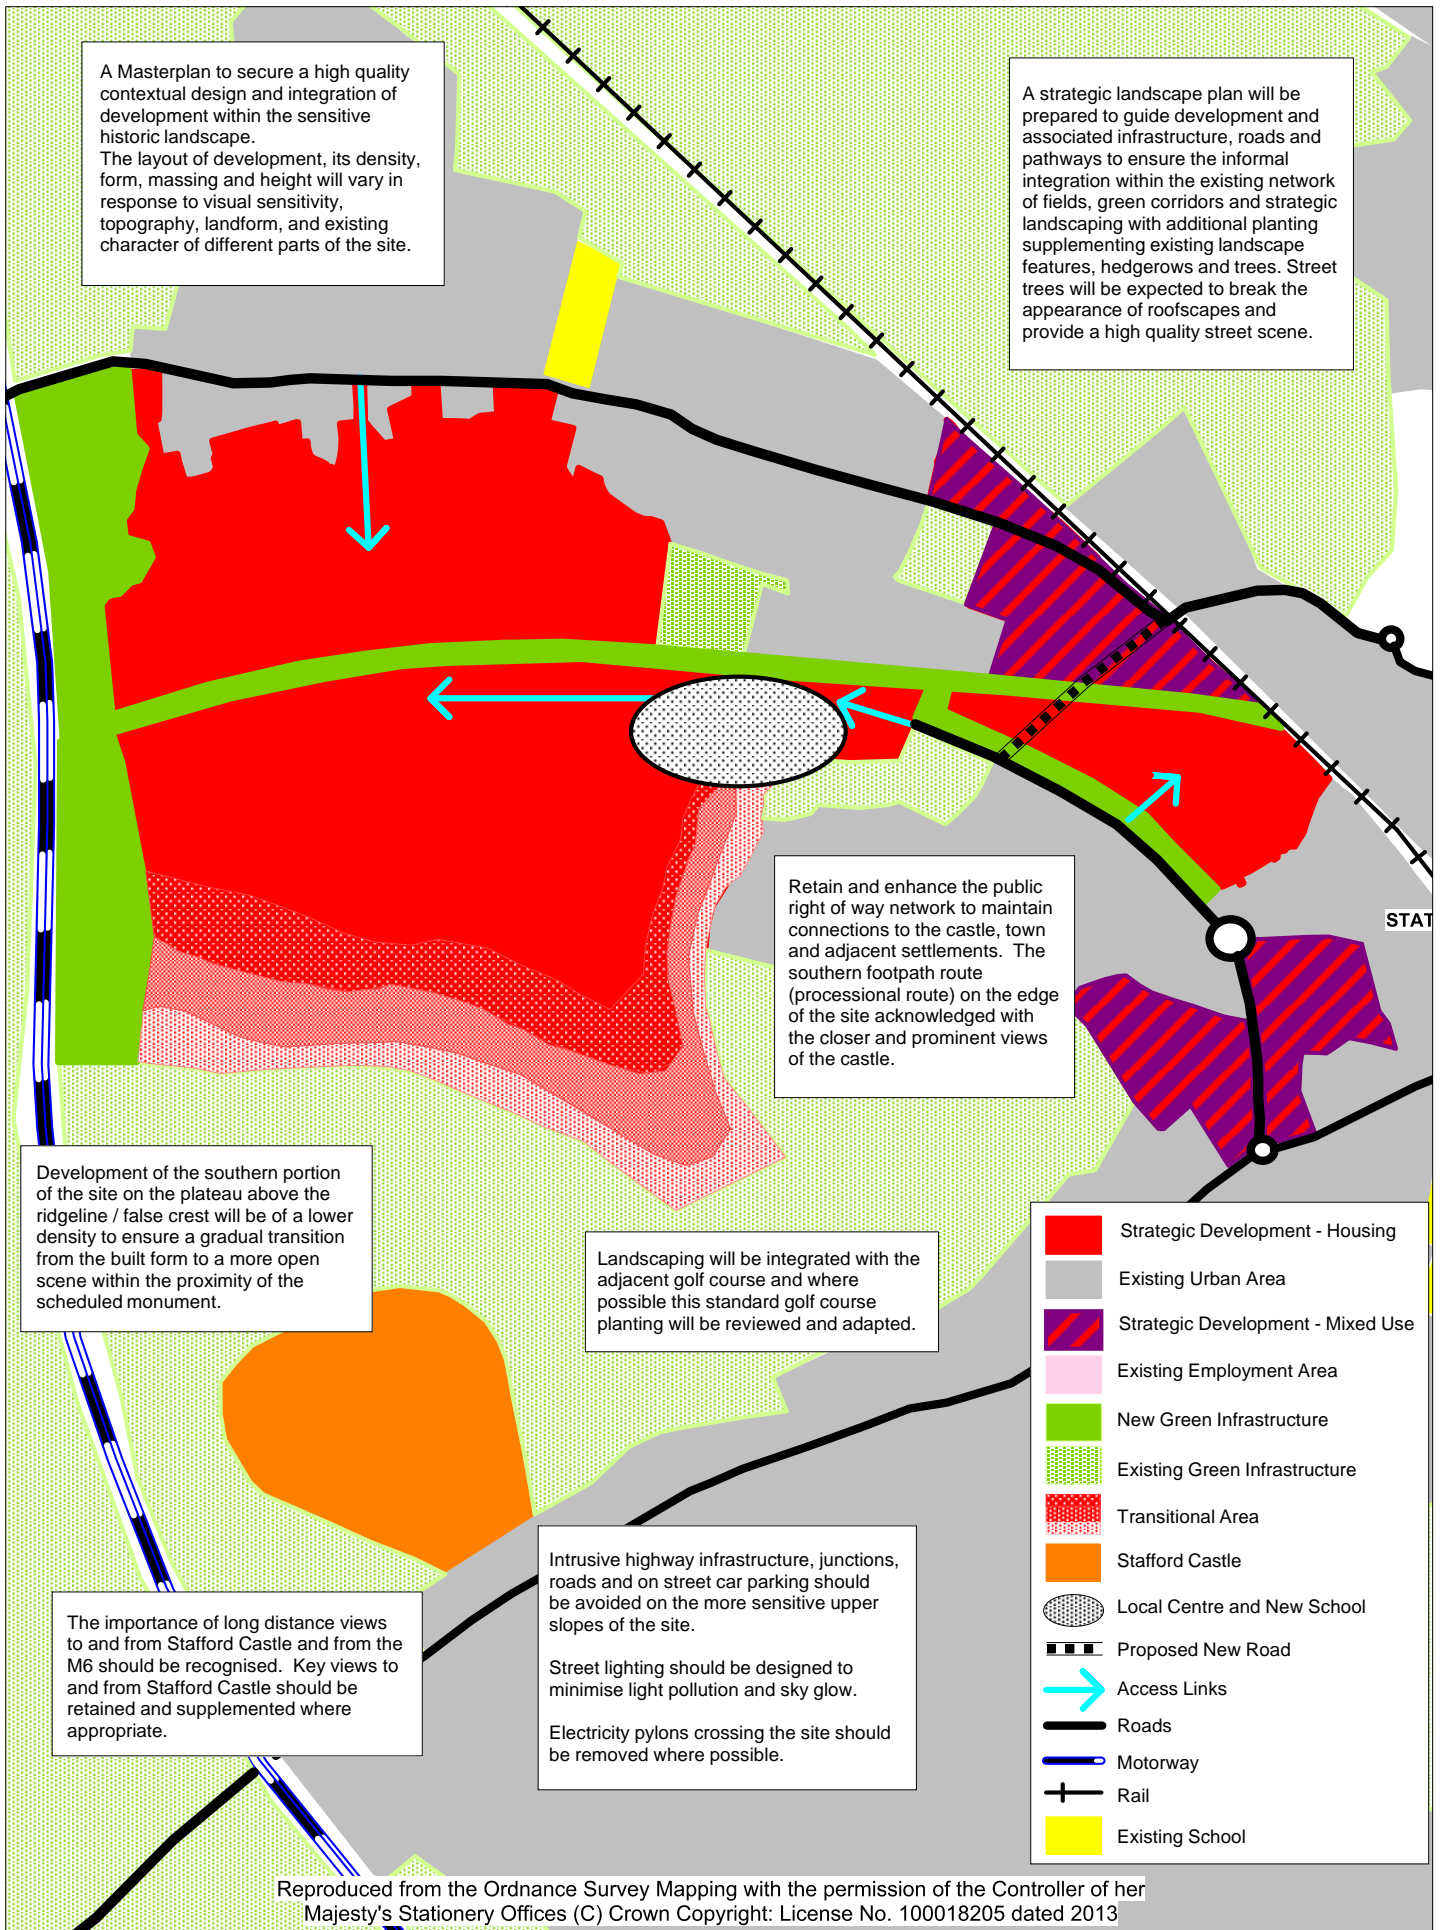 A Masterplan to secure a high quality
contextual design and integration of
development within the sensitive
historic landscape.
The layout of development, its density,
form, massing and height will vary in
response to visual sensitivity,
topography, landform, and existing
character of different parts of the site.
A strategic landscape plan will be
prepared to guide development and
associated infrastructure, roads and
pathways to ensure the informal
integration within the existing network
of fields, green corridors and strategic
landscaping with additional planting
supplementing existing landscape
features, hedgerows and trees. Street
trees will be expected to break the
appearance of roofscapes and
provide a high quality street scene.
Retain and enhance the public
right of way network to maintain
connections to the castle, town
and adjacent settlements. The
southern footpath route
(processional route) on the edge
of the site acknowledged with
the closer and prominent views
of the castle.
STAT
Development of the southern portion
of the site on the plateau above the
ridgeline / false crest will be of a lower
density to ensure a gradual transition
from the built form to a more open
scene within the proximity of the
scheduled monument.
Landscaping will be integrated with the
adjacent golf course and where
possible this standard golf course
planting will be reviewed and adapted.
Intrusive highway infrastructure, junctions,
roads and on street car parking should
be avoided on the more sensitive upper
slopes of the site.
Street lighting should be designed to
minimise light pollution and sky glow.
Electricity pylons crossing the site should
be removed where possible.
The importance of long distance views
to and from Stafford Castle and from the
M6 should be recognised. Key views to
and from Stafford Castle should be
retained and supplemented where
appropriate.
Strategic Development - Housing
Existing Urban Area
Strategic Development - Mixed Use
Existing Employment Area
New Green Infrastructure
Existing Green Infrastructure
Transitional Area
Stafford Castle
Local Centre and New School
Proposed New Road
Access Links
Roads
Motorway
Rail
Existing School
Reproduced from the Ordnance Survey Mapping with the permission of the Controller of her
Majesty's Stationery Offices (C) Crown Copyright: License No. 100018205 dated 2013